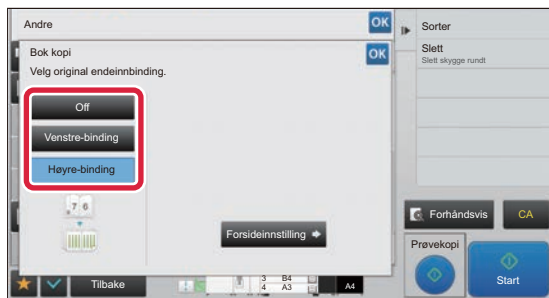 Andre
OK
Bok kopi
OK
Velg original endeinnbinding.
Off
Venstre-binding
Høyre-binding
7 6
Forsideinnstilling
Tilbake
3 B4
4 A3
A4
Sorter
Slett
Slett skygge rundt
Forhåndsvis
CA
Prøvekopi
Start